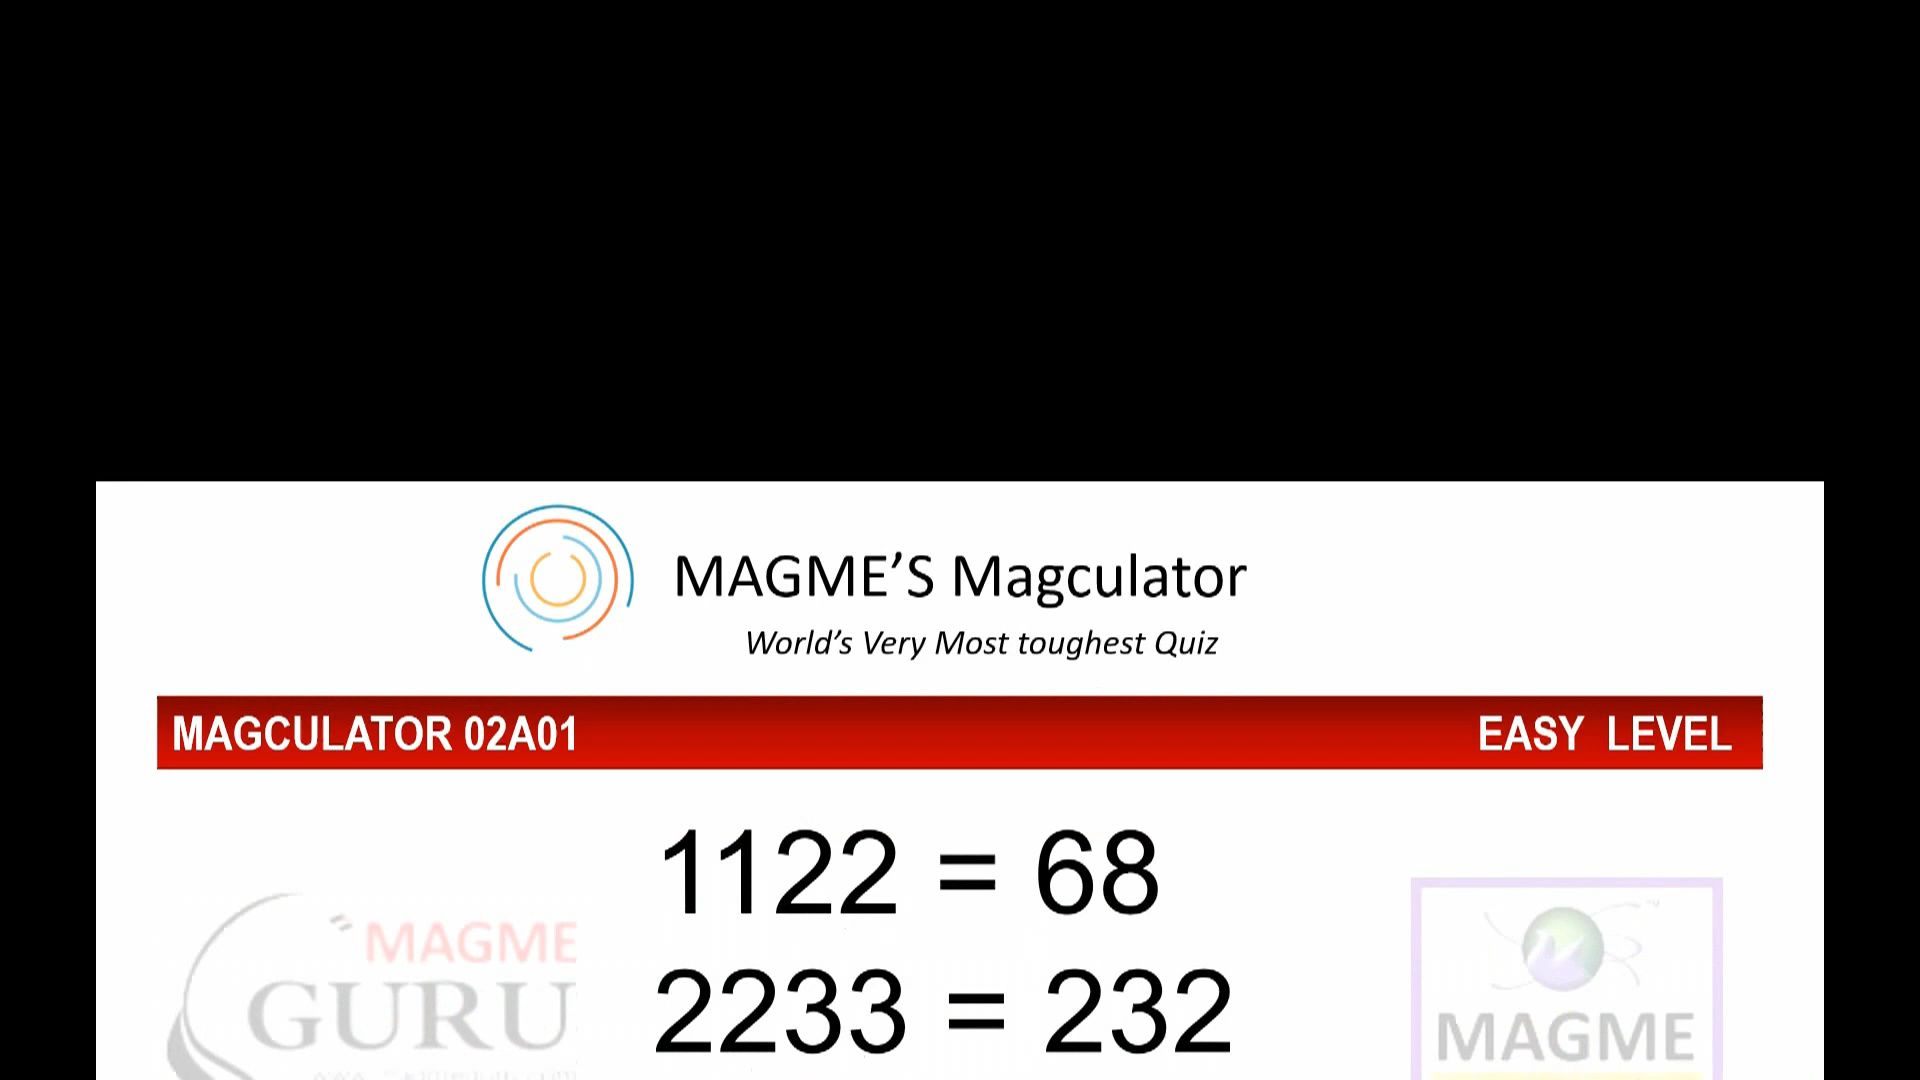 MAGME’S Magculator
World’s Very Most toughest Quiz
MAGCULATOR 02A01 EASY LEVEL
1122 = 68
2233 = 232
MAGME
GURU
MAGME